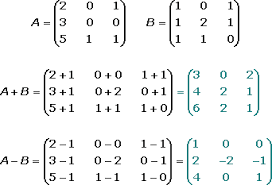 A = (2 0 1   B = (1 0 1
3 0 0   1 2 1
5 1 1)   1 1 0)
A+B = (2+1 0+0 1+1   = (3 0 2
3+1 0+2 0+1   4 2 1
5+1 1+1 1+0)   6 2 1)
A−B = (2−1 0−0 1−1   = (1 0 0
3−1 0−2 0−1   2 −2 −1
5−1 1−1 1−0)   4 0 1)